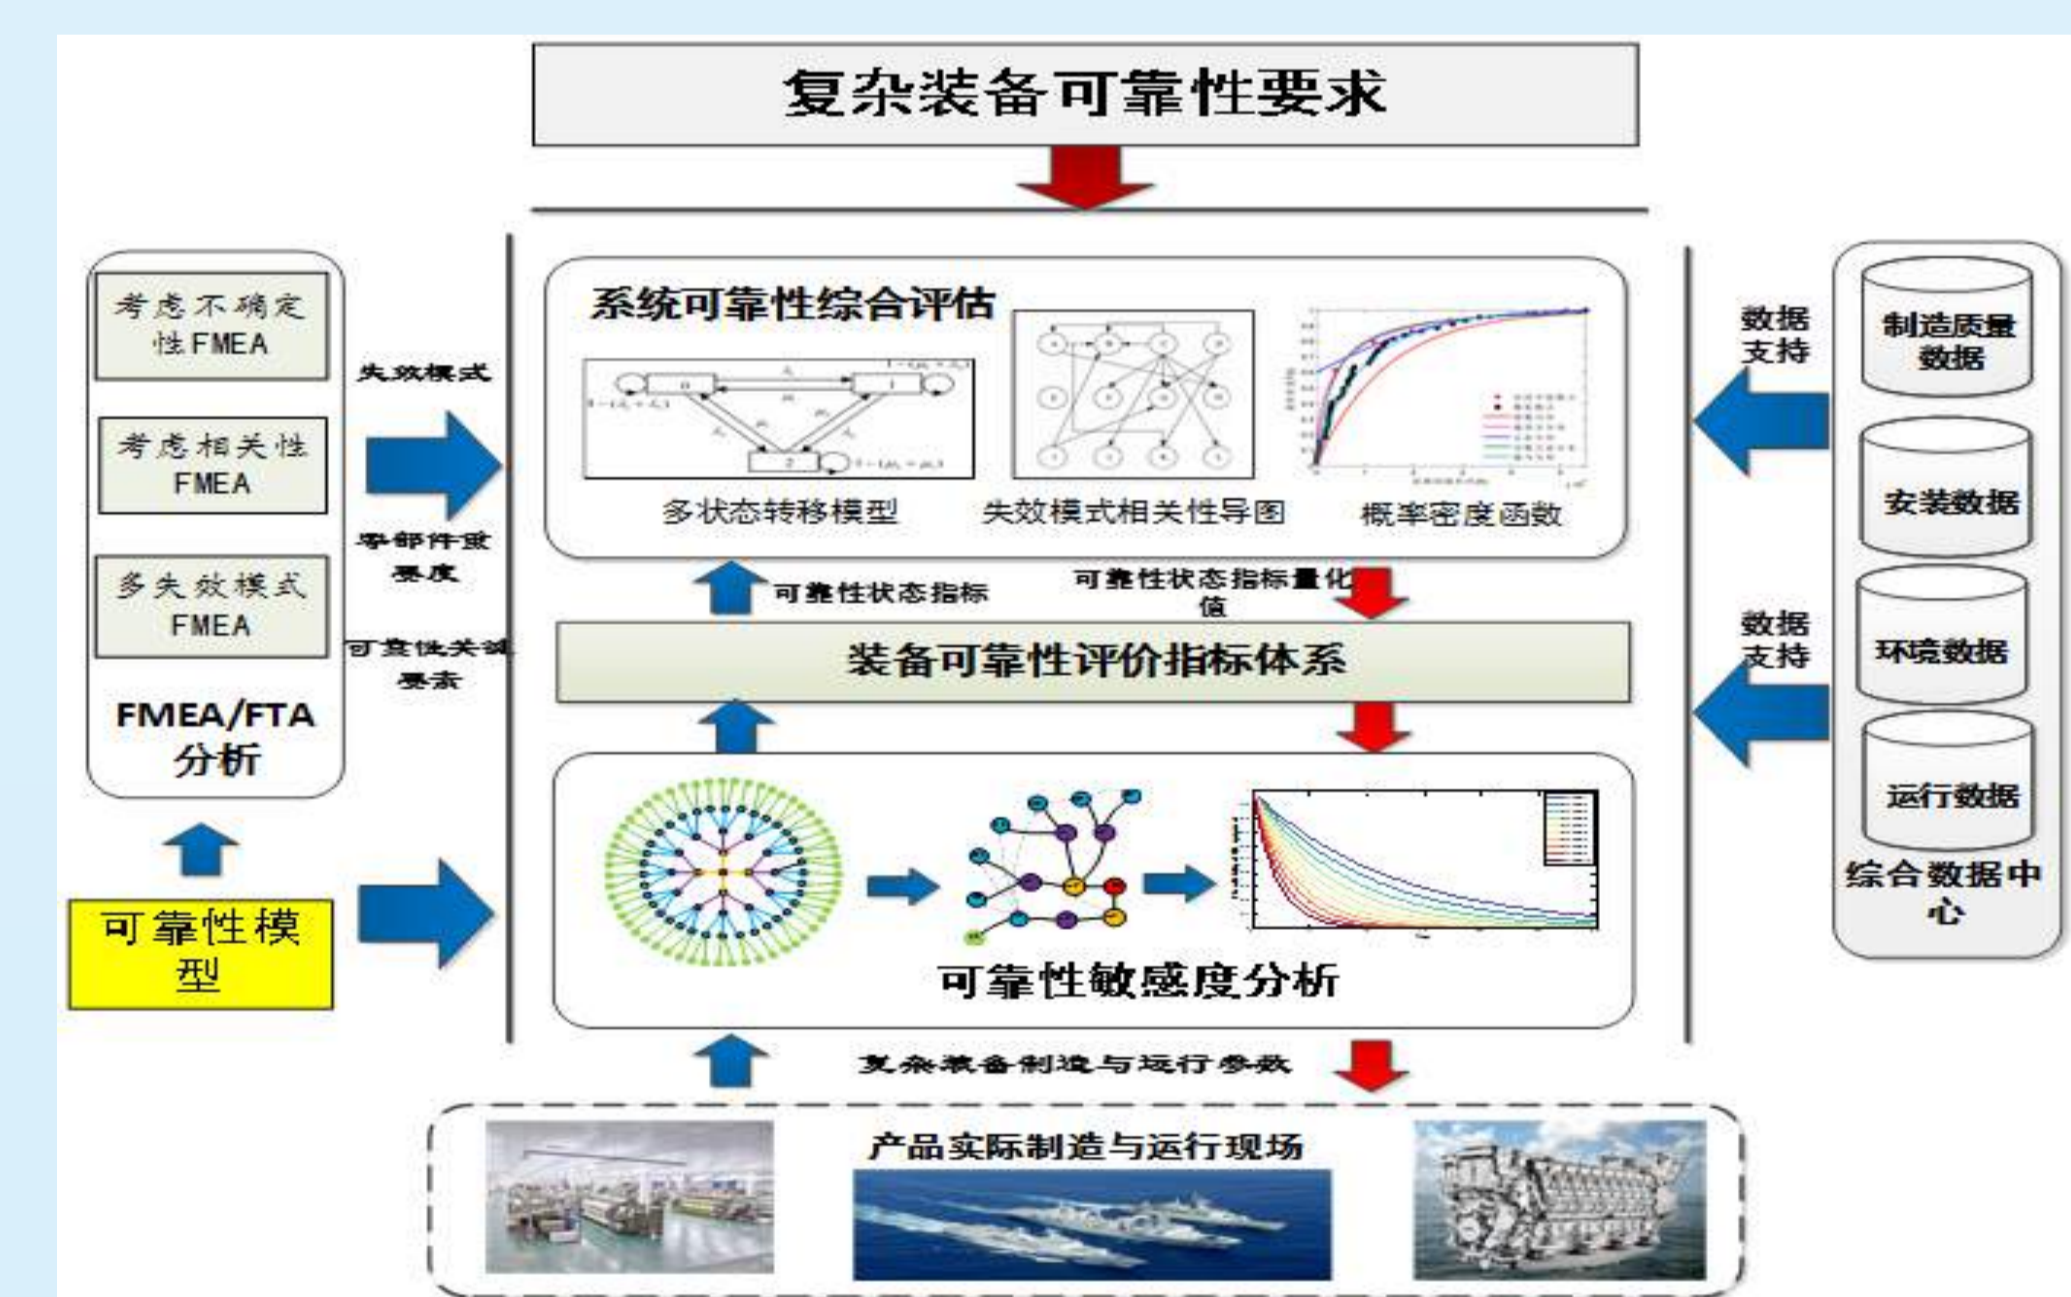 复杂装备可靠性要求
考虑不确定
性FMEA
考虑相关性
FMEA
多失效模式
FMEA
FMEA/FTA
分析
可靠性模
型
失效模式
零部件重
要度
可靠性关键
要素
系统可靠性综合评估
0
1
2
多状态转移模型
失效模式相关性导图
概率密度函数
可靠性状态指标
可靠性状态指标量化
值
装备可靠性评价指标体系
可靠性敏感度分析
复杂装备制造与运行参数
产品实际制造与运行现场
数据
支持
数据
支持
制造质量
数据
安装数据
环境数据
运行数据
综合数据中
心